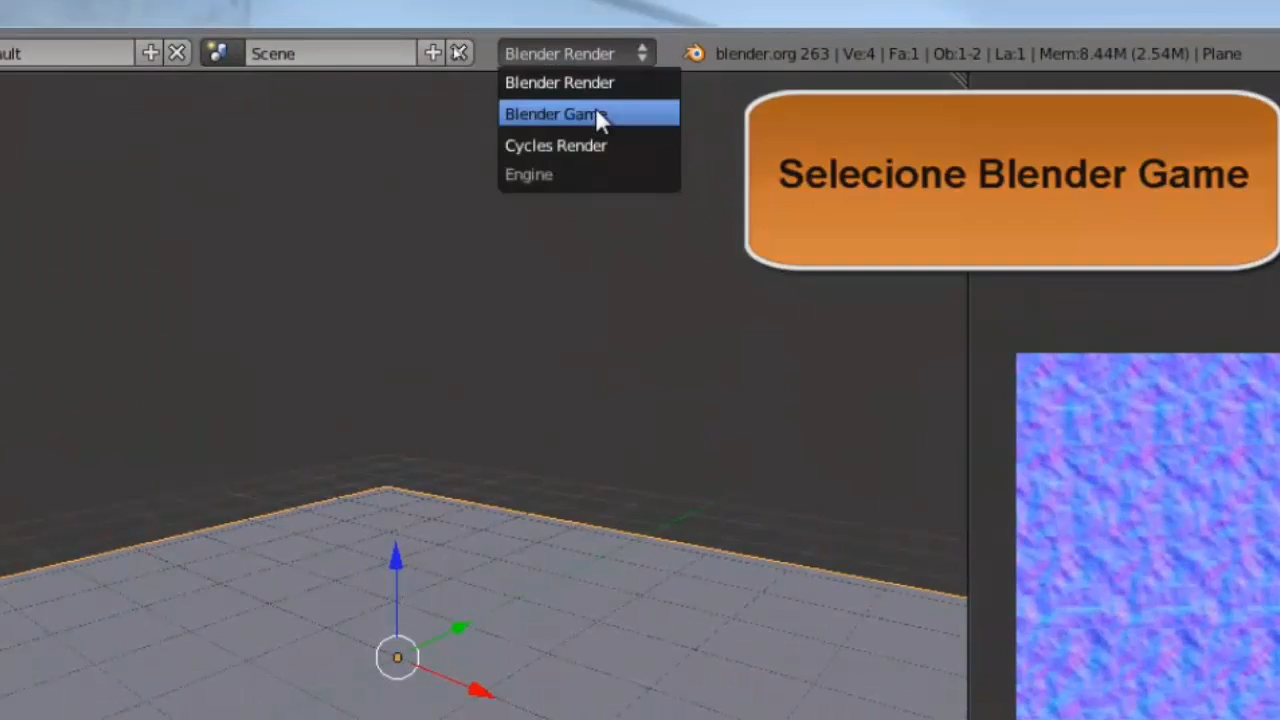 ault Scene Blender Render blender.org 263 | Ve:4 | Fa:1 | Ob:1-2 | La:1 | Mem:8.44M (2.54M) | Plane
Blender Render
Blender Game
Cycles Render
Engine
Selecione Blender Game